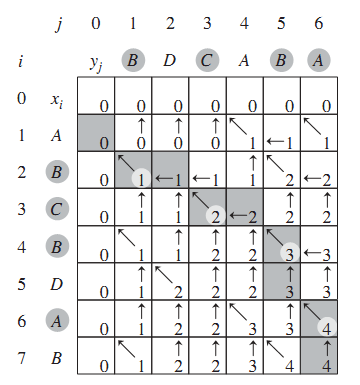 j 0 1 2 3 4 5 6
i y_j B D C A B A
0 x_i 0 0 0 0 0 0 0
1 A 0 ↑0 ↑0 ↑0 ↖1 ←1 ↖1
2 B 0 ↖1 ←1 ←1 ↑1 ↖2 ←2
3 C 0 ↑1 ↑1 ↖2 ←2 ↑2 ↑2
4 B 0 ↖1 ↑1 ↑2 ↑2 ↖3 ←3
5 D 0 ↑1 ↖2 ↑2 ↑2 ↑3 ↑3
6 A 0 ↑1 ↑2 ↑2 ↖3 ↑3 ↖4
7 B 0 ↖1 ↑2 ↑2 ↑3 ↖4 ↑4